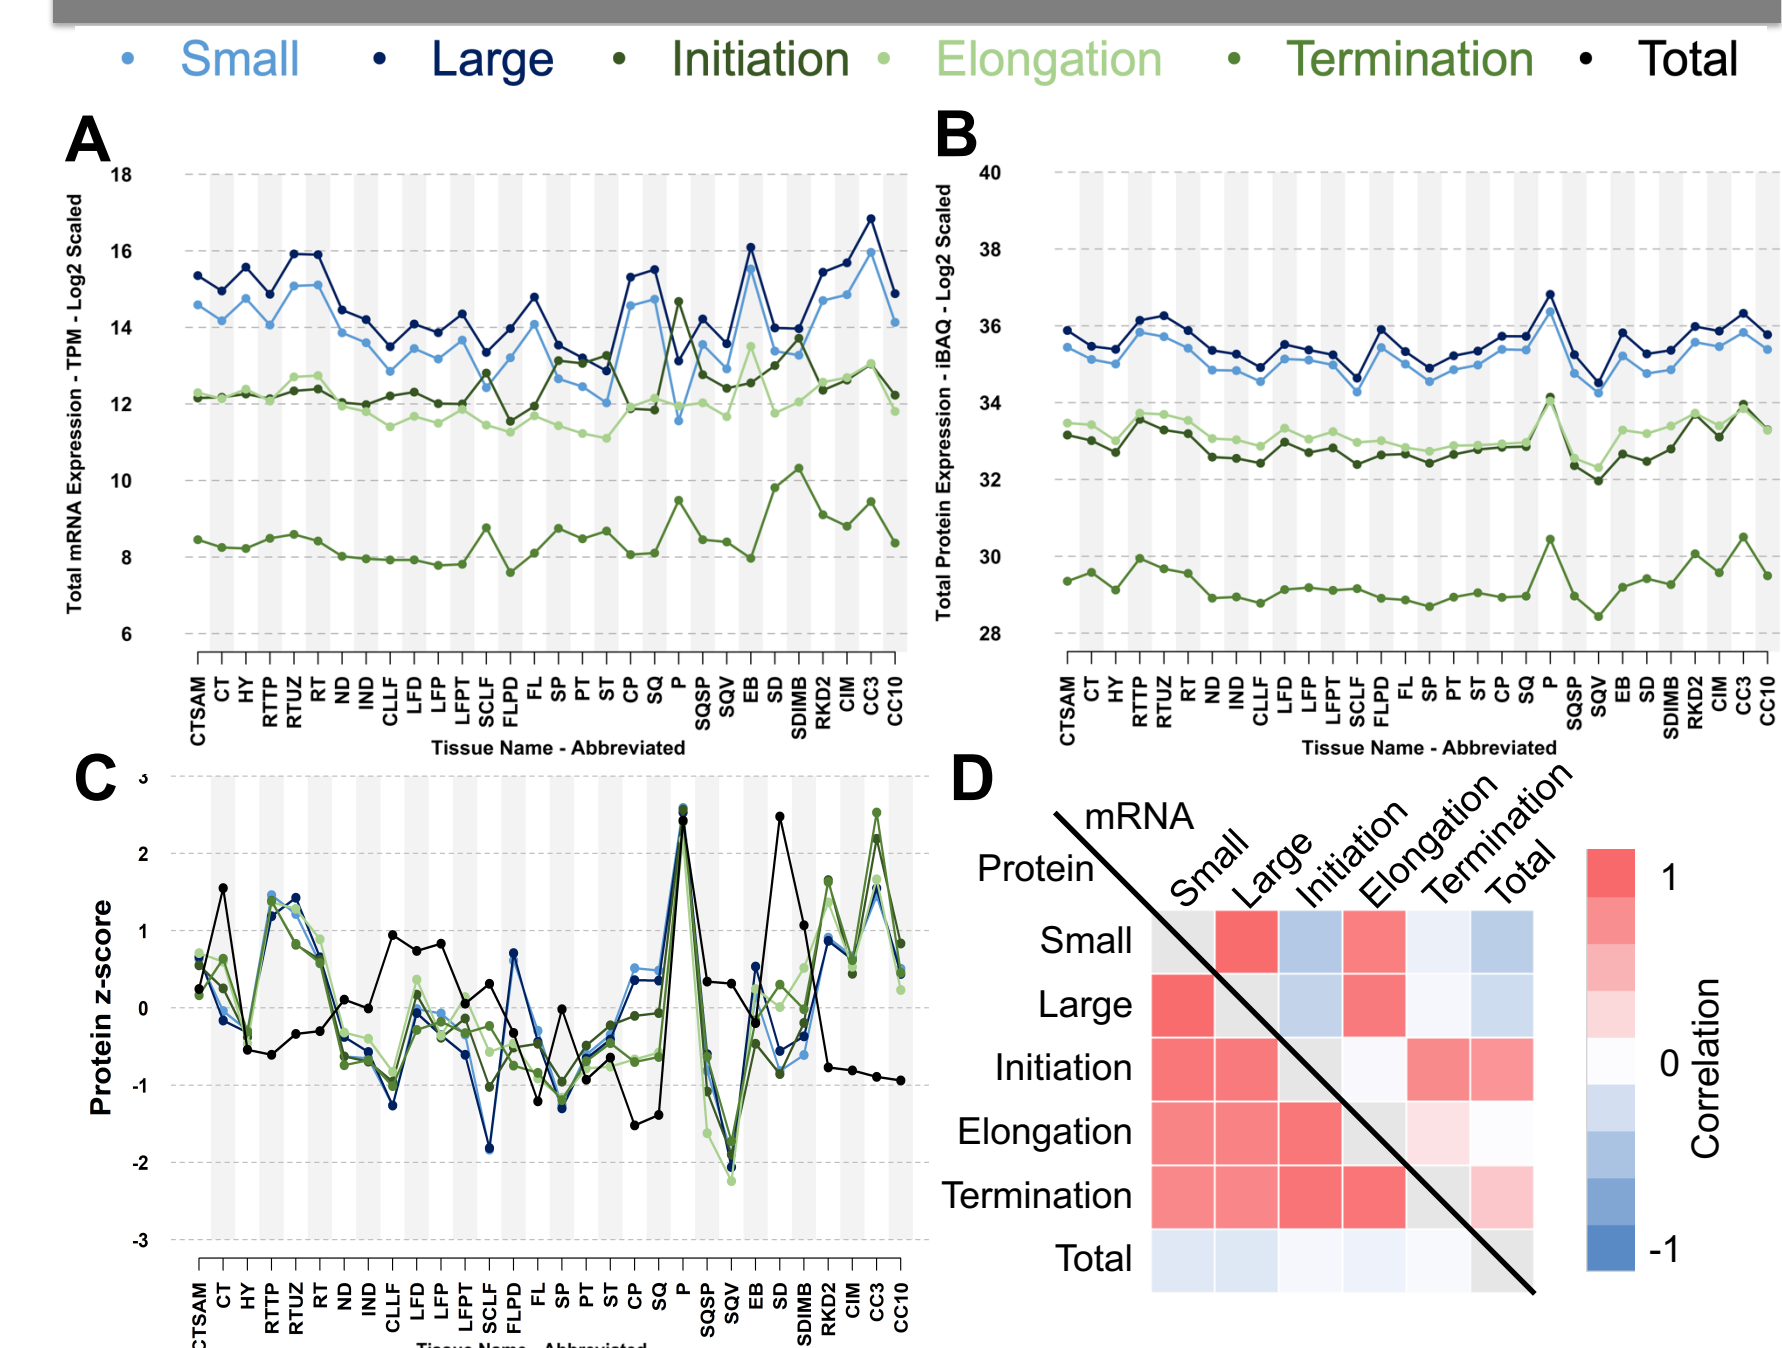 Small Large Initiation Elongation Termination Total
A
Total mRNA Expression - TPM - Log2 Scaled
18
16
14
12
10
8
6
CTSAM CT HY RTTP RTUZ RT ND IND CLLF LFD LFP LFPT SCLF FLPD FL SP PT ST CP SQ P SQSP SQV EB SD SDIMB RKD2 CIM CC3 CC10
Tissue Name - Abbreviated
B
Total Protein Expression - iBAQ - Log2 Scaled
40
38
36
34
32
30
28
CTSAM CT HY RTTP RTUZ RT ND IND CLLF LFD LFP LFPT SCLF FLPD FL SP PT ST CP SQ P SQSP SQV EB SD SDIMB RKD2 CIM CC3 CC10
Tissue Name - Abbreviated
C
Protein z-score
3
2
1
0
-1
-2
-3
CTSAM CT HY RTTP RTUZ RT ND IND CLLF LFD LFP LFPT SCLF FLPD FL SP PT ST CP SQ P SQSP SQV EB SD SDIMB RKD2 CIM CC3 CC10
Tissue Name - Abbreviated
D
mRNA
Protein
Small Large Initiation Elongation Termination Total
Small
Large
Initiation
Elongation
Termination
Total
1
0
-1
Correlation